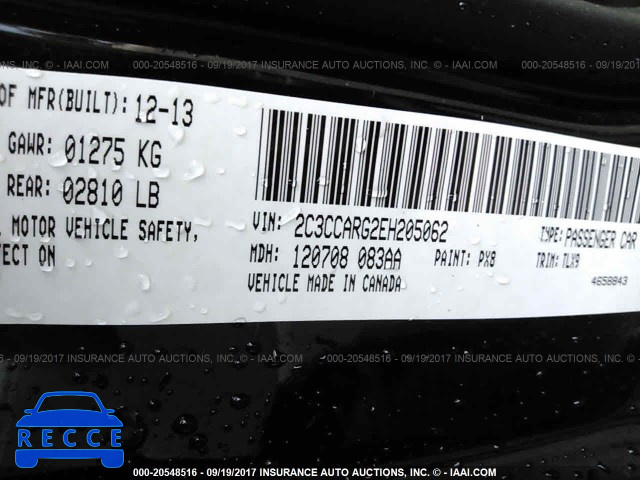 000-20548516 - 09/19/2017 INSURANCE AUTO AUCTIONS, INC. - IAAI.COM
OF MFR(BUILT): 12-13
GAWR: 01275 KG
REAR: 02810 LB
MOTOR VEHICLE SAFETY,
ON
VIN: 2C3CCARG2EH205062
TYPE: PASSENGER CAR
MDH: 120708 083AA
PAINT: PX8
TRIM: TLX9
VEHICLE MADE IN CANADA
4658843
000-20548516 - 09/19/2017 INSURANCE AUTO AUCTIONS, INC. - IAAI.COM
RECCE
000-20548516 - 09/19/2017 INSURANCE AUTO AUCTIONS, INC. - IAAI.COM